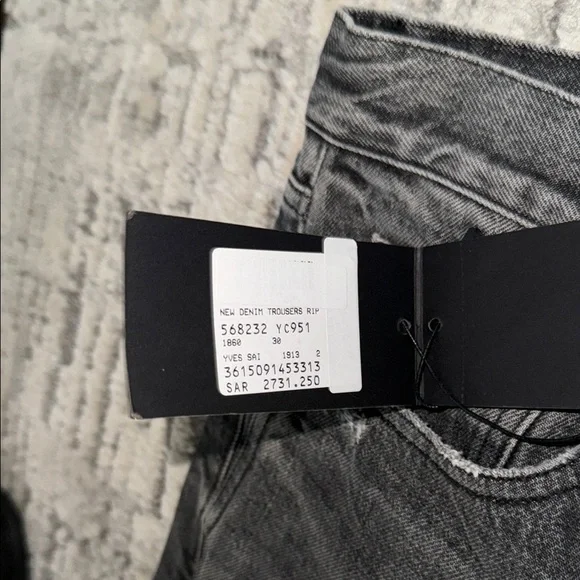 NEW DENIM TROUSERS RIP
568232 YC951
1860 30
YVES SAI 1913 2
3615091453313
SAR 2731.250